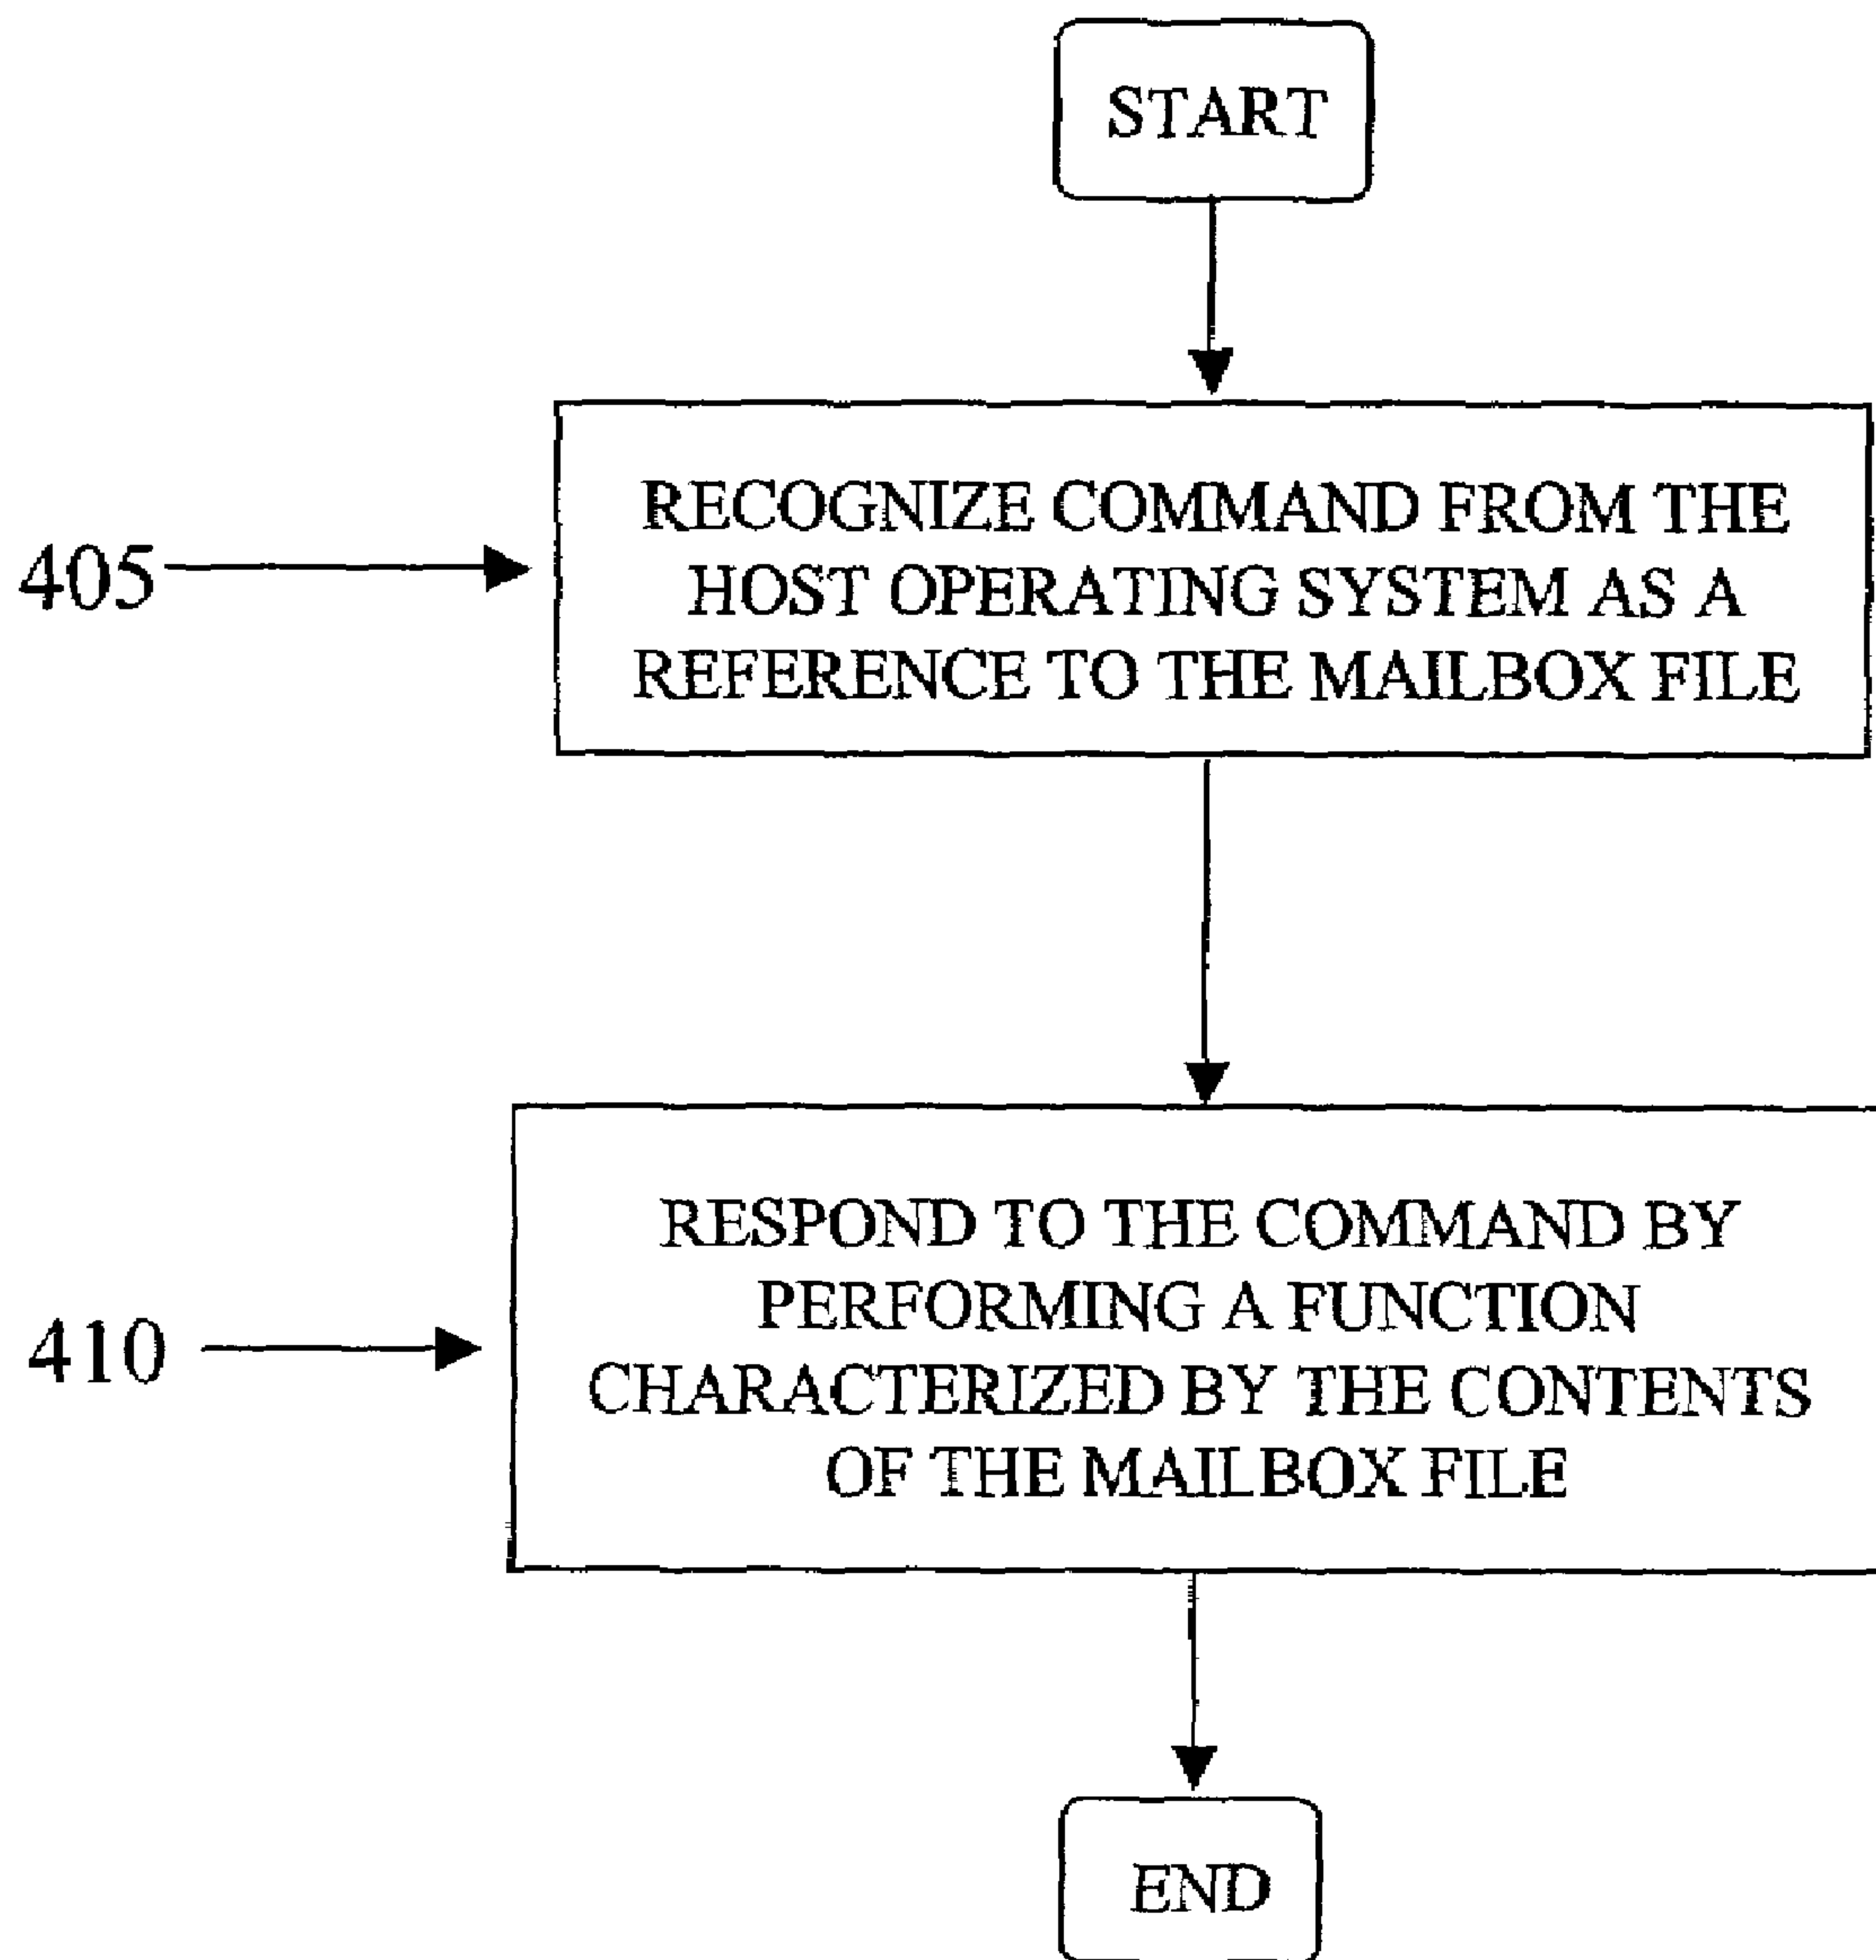 START
405
RECOGNIZE COMMAND FROM THE
HOST OPERATING SYSTEM AS A
REFERENCE TO THE MAILBOX FILE
410
RESPOND TO THE COMMAND BY
PERFORMING A FUNCTION
CHARACTERIZED BY THE CONTENTS
OF THE MAILBOX FILE
END